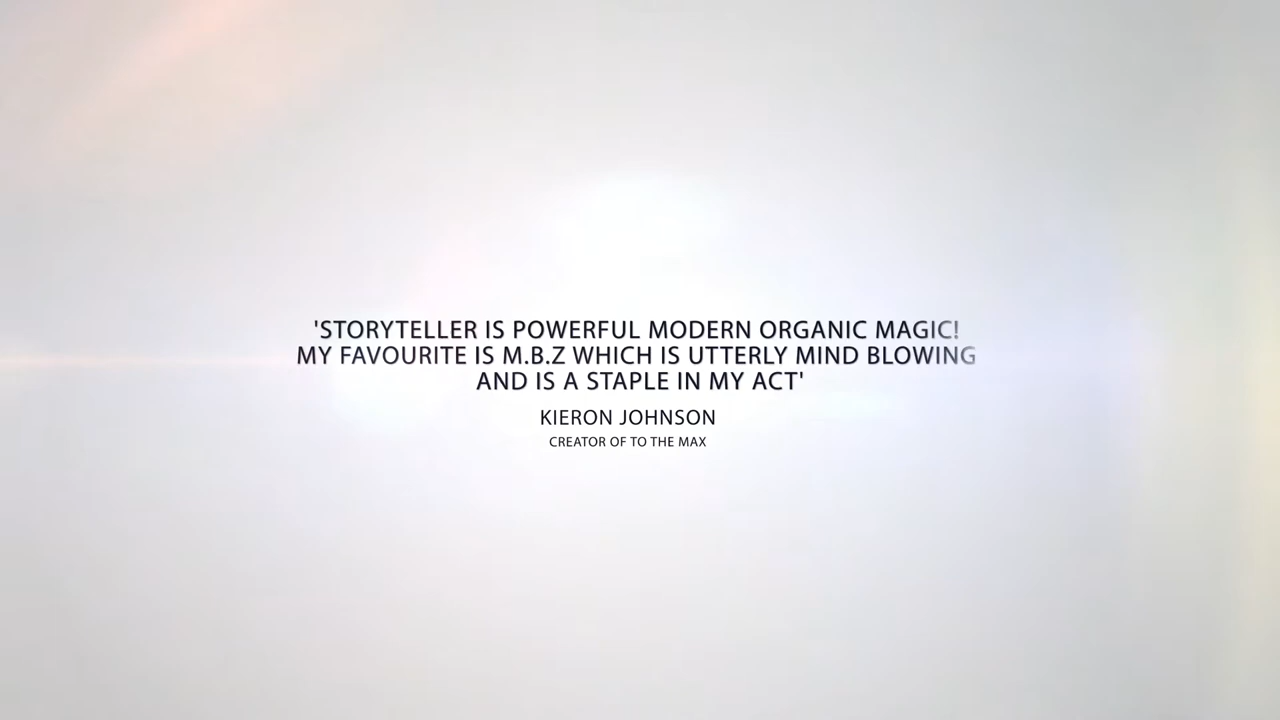 'STORYTELLER IS POWERFUL MODERN ORGANIC MAGIC!
MY FAVOURITE IS M.B.Z WHICH IS UTTERLY MIND BLOWING
AND IS A STAPLE IN MY ACT'
KIERON JOHNSON
CREATOR OF TO THE MAX